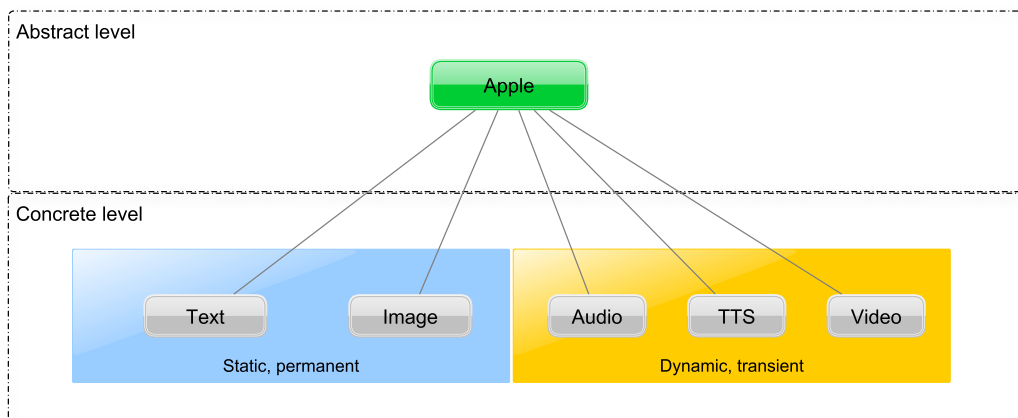 Abstract level
Apple
Concrete level
Text
Image
Audio
TTS
Video
Static, permanent
Dynamic, transient